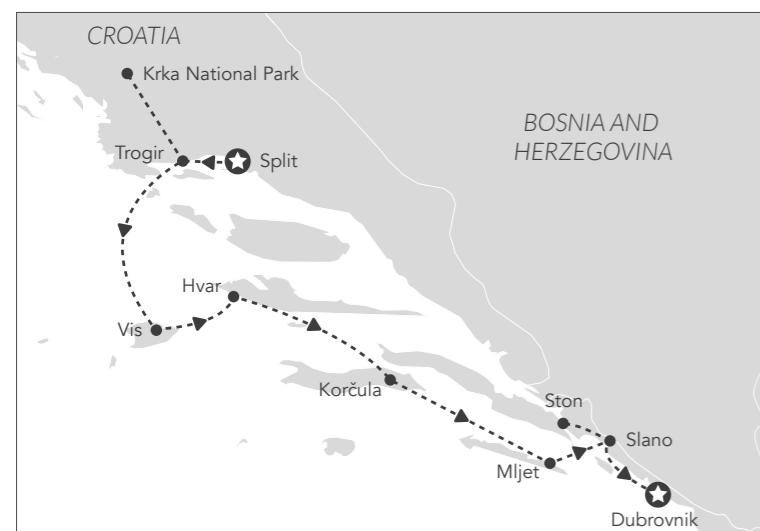 CROATIA
Krka National Park
Trogir
Split
BOSNIA AND
HERZEGOVINA
Hvar
Vis
Korčula
Ston
Slano
Mljet
Dubrovnik